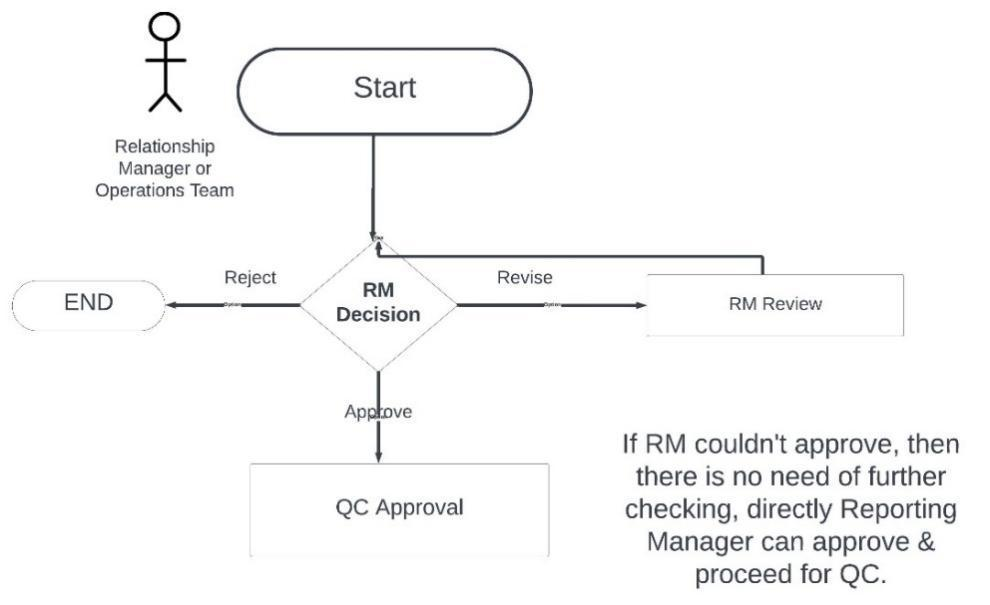 Start
Relationship
Manager or
Operations Team
Reject
Revise
END
RM
Decision
RM Review
Approve
QC Approval
If RM couldn't approve, then
there is no need of further
checking, directly Reporting
Manager can approve &
proceed for QC.